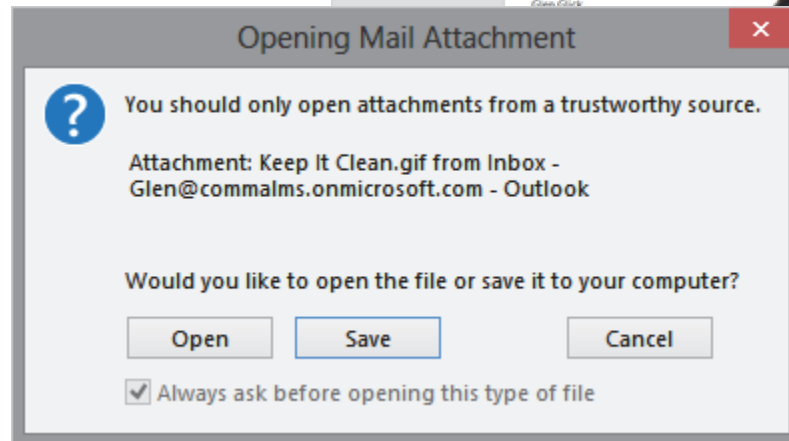 Glen Glick
Opening Mail Attachment
You should only open attachments from a trustworthy source.
Attachment: Keep It Clean.gif from Inbox -
Glen@commalms.onmicrosoft.com - Outlook
Would you like to open the file or save it to your computer?
Open
Save
Cancel
Always ask before opening this type of file